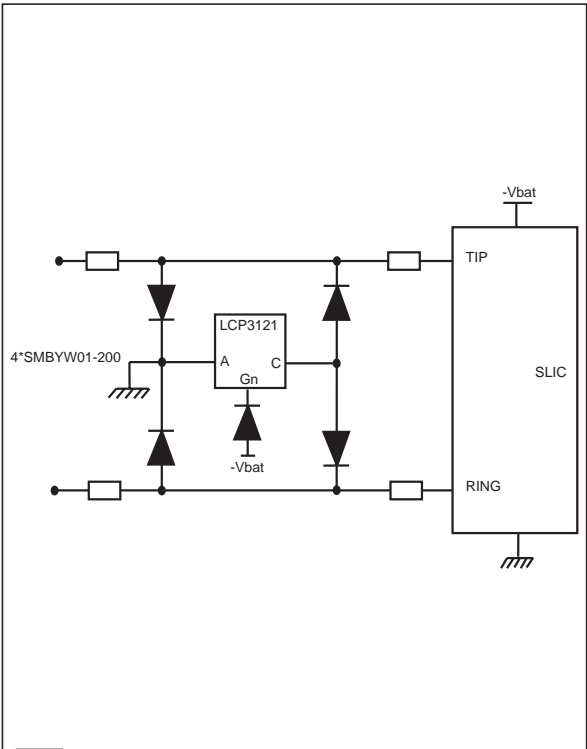 -Vbat
TIP
LCP3121
4*SMBYW01-200
A
C
SLIC
Gn
-Vbat
RING